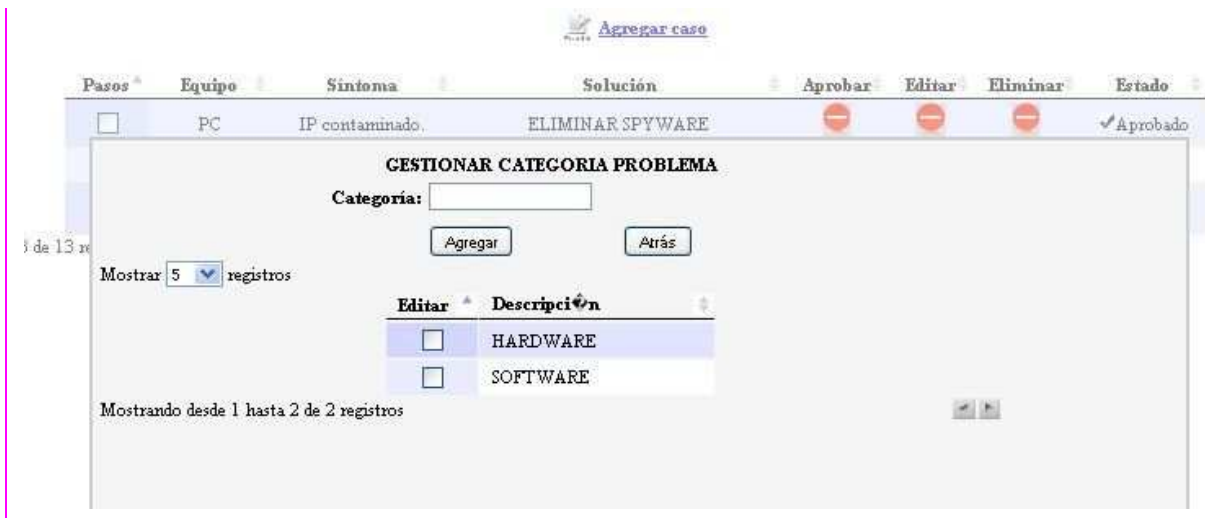 Agregar caso
Pasos Equipo Síntoma Solución Aprobar Editar Eliminar Estado
PC IP contaminado. ELIMINAR SPYWARE Aprobado
GESTIONAR CATEGORIA PROBLEMA
Categoría:
Agregar Atrás
de 13
Mostrar 5 registros
Editar Descripci�n
HARDWARE
SOFTWARE
Mostrando desde 1 hasta 2 de 2 registros